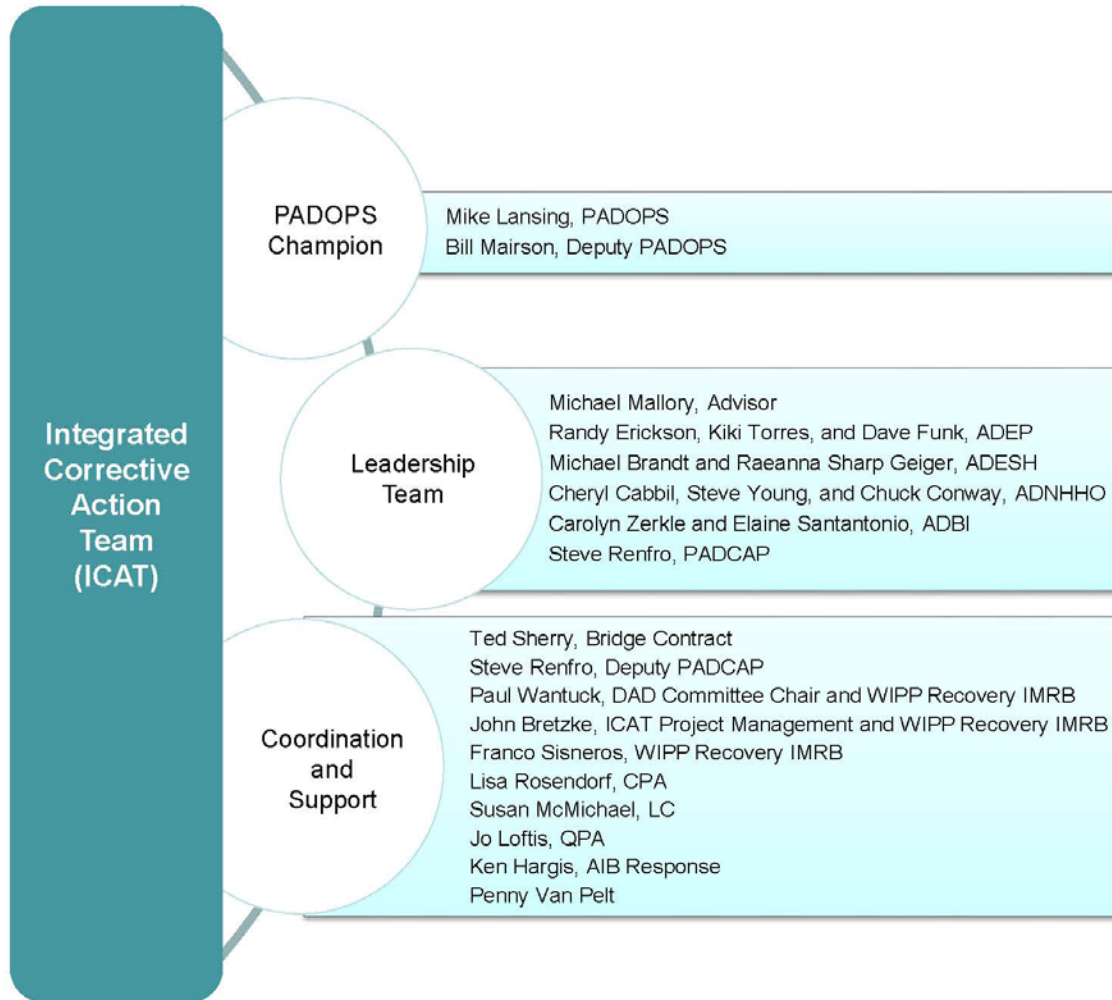 Integrated
Corrective
Action
Team
(ICAT)
PADOPS
Champion
Mike Lansing, PADOPS
Bill Mairson, Deputy PADOPS
Leadership
Team
Michael Mallory, Advisor
Randy Erickson, Kiki Torres, and Dave Funk, ADEP
Michael Brandt and Raeanna Sharp Geiger, ADESH
Cheryl Cabbil, Steve Young, and Chuck Conway, ADNHHO
Carolyn Zerkle and Elaine Santantonio, ADBI
Steve Renfro, PADCAP
Coordination
and
Support
Ted Sherry, Bridge Contract
Steve Renfro, Deputy PADCAP
Paul Wantuck, DAD Committee Chair and WIPP Recovery IMRB
John Bretzke, ICAT Project Management and WIPP Recovery IMRB
Franco Sisneros, WIPP Recovery IMRB
Lisa Rosendorf, CPA
Susan McMichael, LC
Jo Loftis, QPA
Ken Hargis, AIB Response
Penny Van Pelt